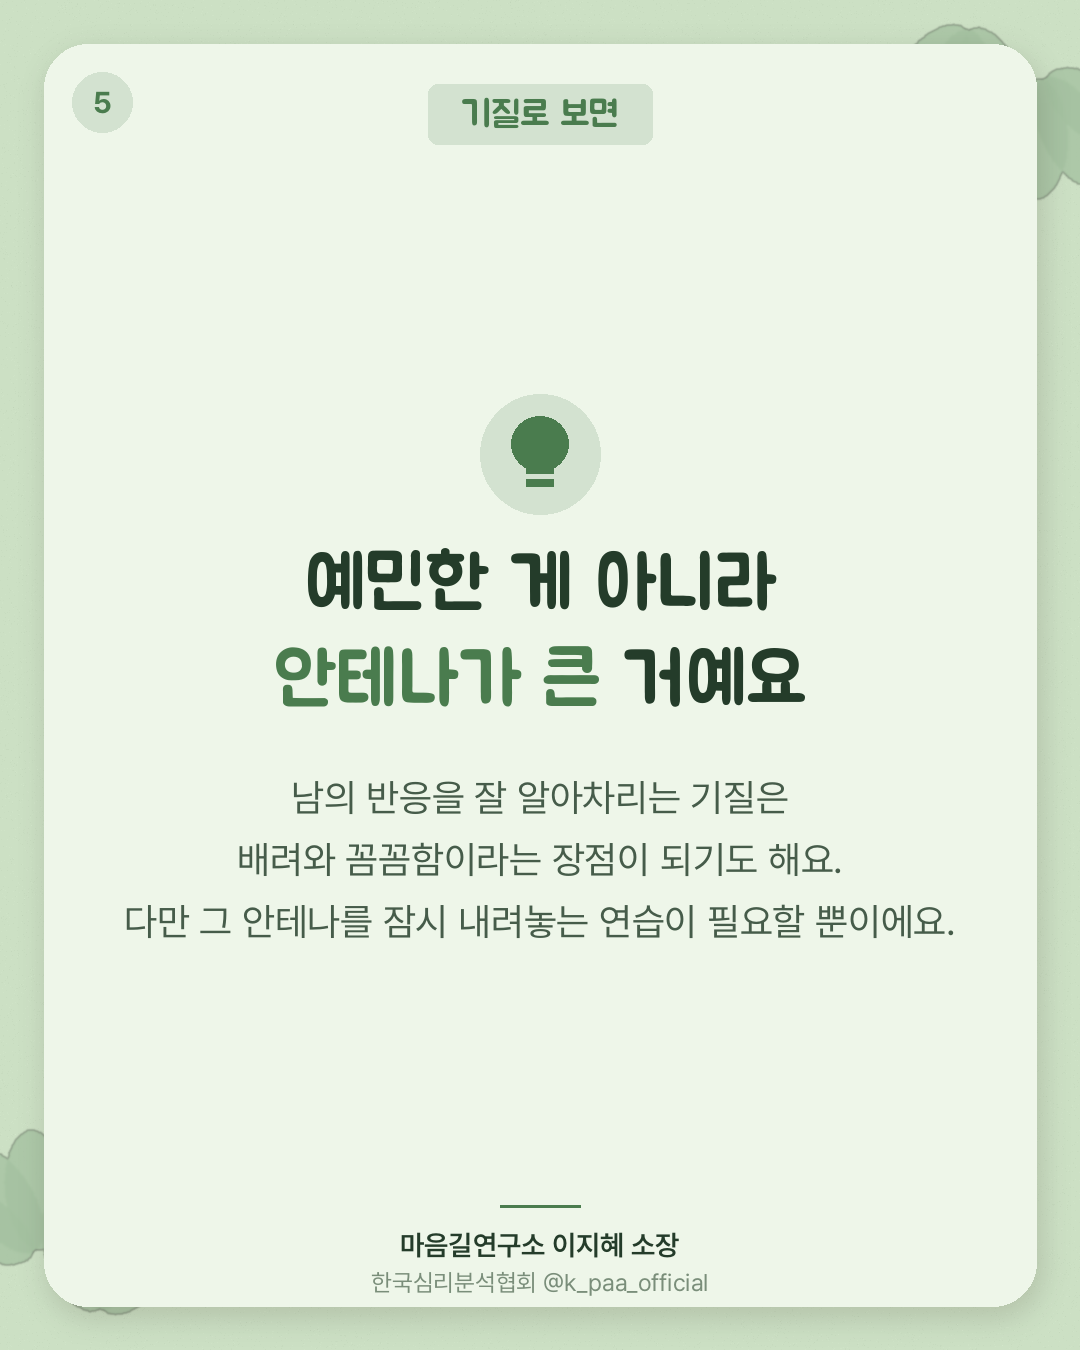 5
기질로 보면
예민한 게 아니라
안테나가 큰 거예요
남의 반응을 잘 알아차리는 기질은
배려와 꼼꼼함이라는 장점이 되기도 해요.
다만 그 안테나를 잠시 내려놓는 연습이 필요할 뿐이에요.
마음길연구소 이지혜 소장
한국심리분석협회 @k_paa_official